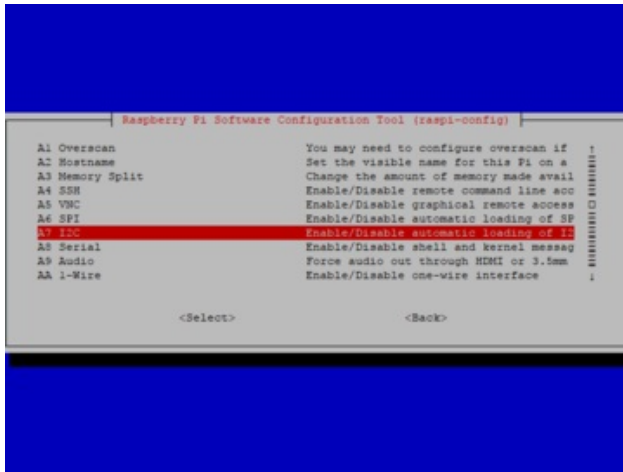 Raspberry Pi Software Configuration Tool (raspi-config)
A1 Overscan You may need to configure overscan if
A2 Hostname Set the visible name for this Pi on a
A3 Memory Split Change the amount of memory made avail
A4 SSH Enable/Disable remote command line acc
A5 VNC Enable/Disable graphical remote access
A6 SPI Enable/Disable automatic loading of SP
A7 I2C Enable/Disable automatic loading of I2
A8 Serial Enable/Disable shell and kernel messag
A9 Audio Force audio out through HDMI or 3.5mm
AA 1-Wire Enable/Disable one-wire interface
<Select> <Back>